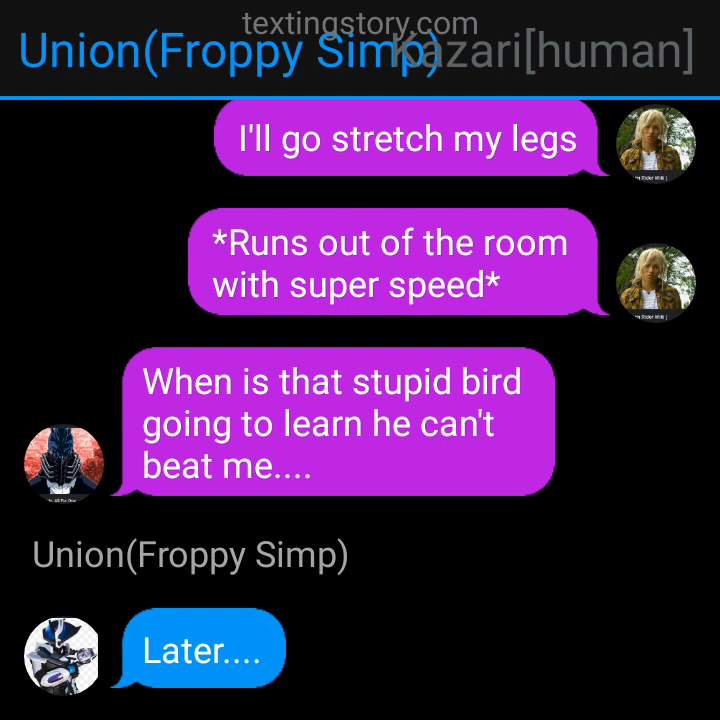 textingstory.com
Union(Froppy Simp)
Kazari[human]
I'll go stretch my legs
*Runs out of the room
with super speed*
When is that stupid bird
going to learn he can't
beat me....
Union(Froppy Simp)
Later....